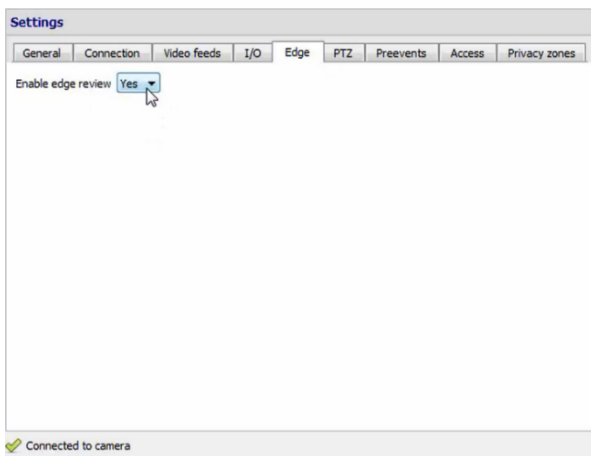 Settings
General Connection Video feeds I/O Edge PTZ Preevents Access Privacy zones
Enable edge review Yes
Connected to camera